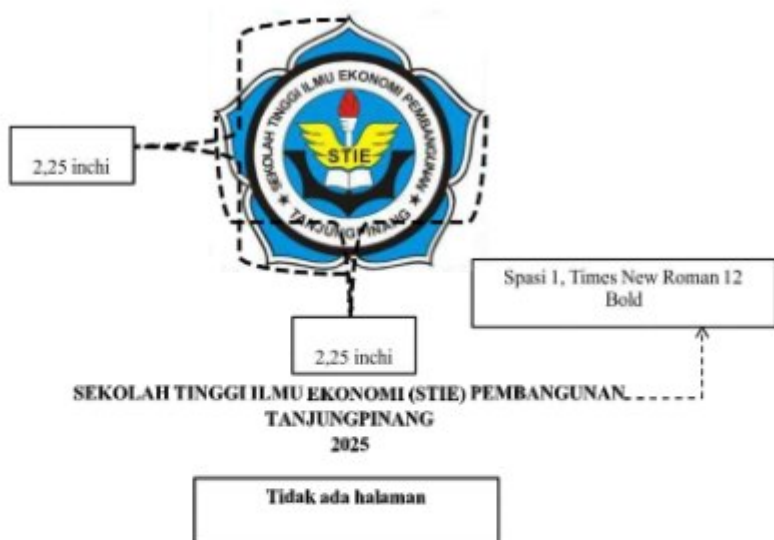 SEKOLAH TINGGI ILMU EKONOMI PEMBANGUNAN
STIE
★ TANJUNGPINANG ★
2,25 inchi
Spasi 1, Times New Roman 12
Bold
2,25 inchi
SEKOLAH TINGGI ILMU EKONOMI (STIE) PEMBANGUNAN
TANJUNGPINANG
2025
Tidak ada halaman